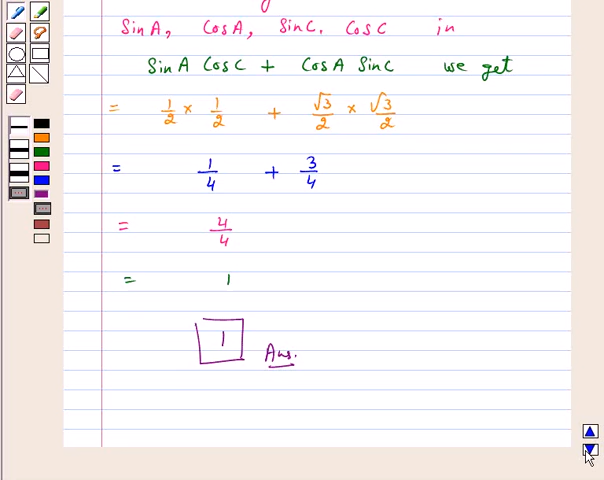 Sin A, Cos A, Sin C, Cos C in
Sin A Cos C + Cos A Sin C we get
= 1/2 × 1/2 + √3/2 × √3/2
= 1/4 + 3/4
= 4/4
= 1
1 Ans.